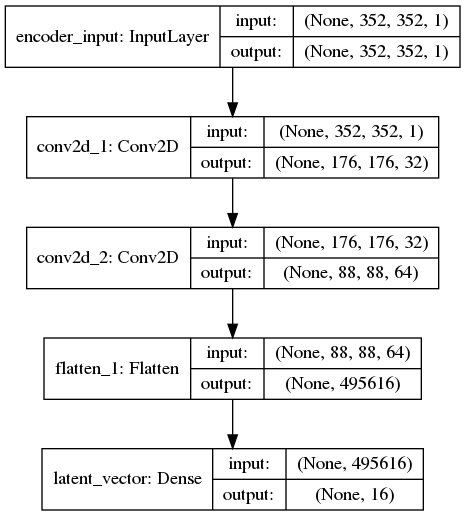 encoder_input: InputLayer
input: (None, 352, 352, 1)
output: (None, 352, 352, 1)
conv2d_1: Conv2D
input: (None, 352, 352, 1)
output: (None, 176, 176, 32)
conv2d_2: Conv2D
input: (None, 176, 176, 32)
output: (None, 88, 88, 64)
flatten_1: Flatten
input: (None, 88, 88, 64)
output: (None, 495616)
latent_vector: Dense
input: (None, 495616)
output: (None, 16)